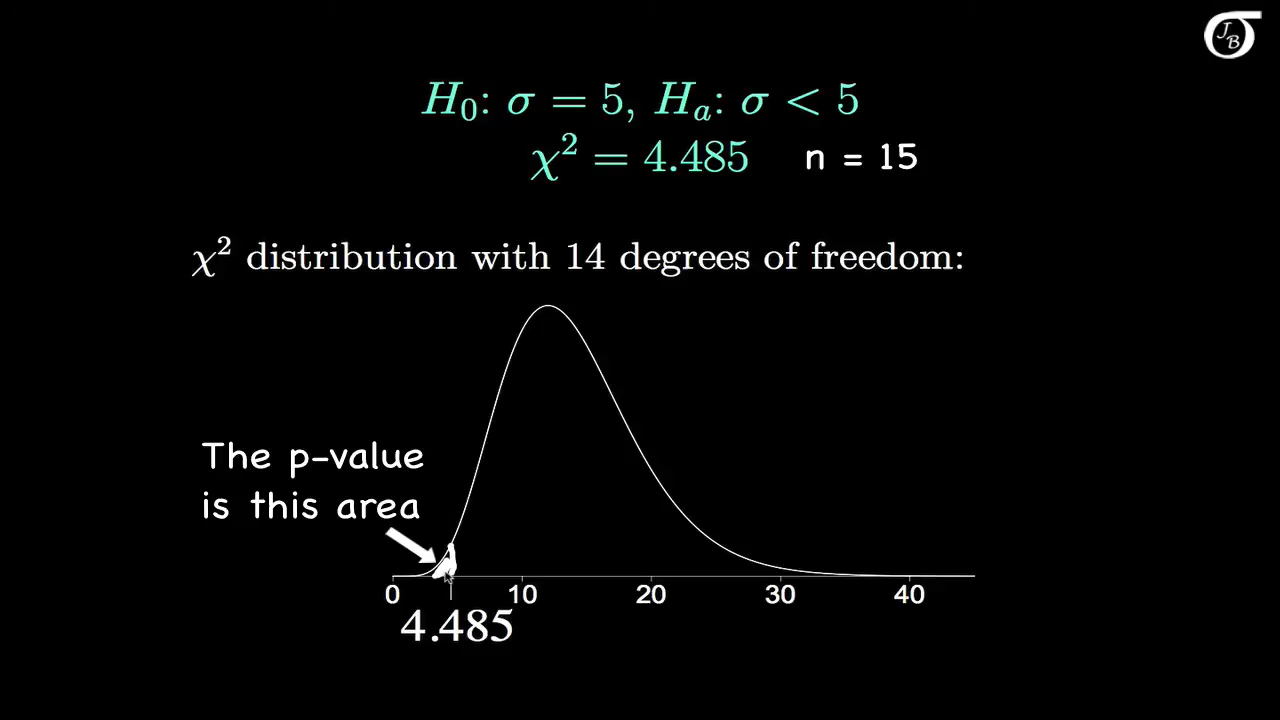 σ
JB
H₀: σ = 5, Hₐ: σ < 5
χ² = 4.485 n = 15
χ² distribution with 14 degrees of freedom:
The p-value
is this area
0 10 20 30 40
4.485